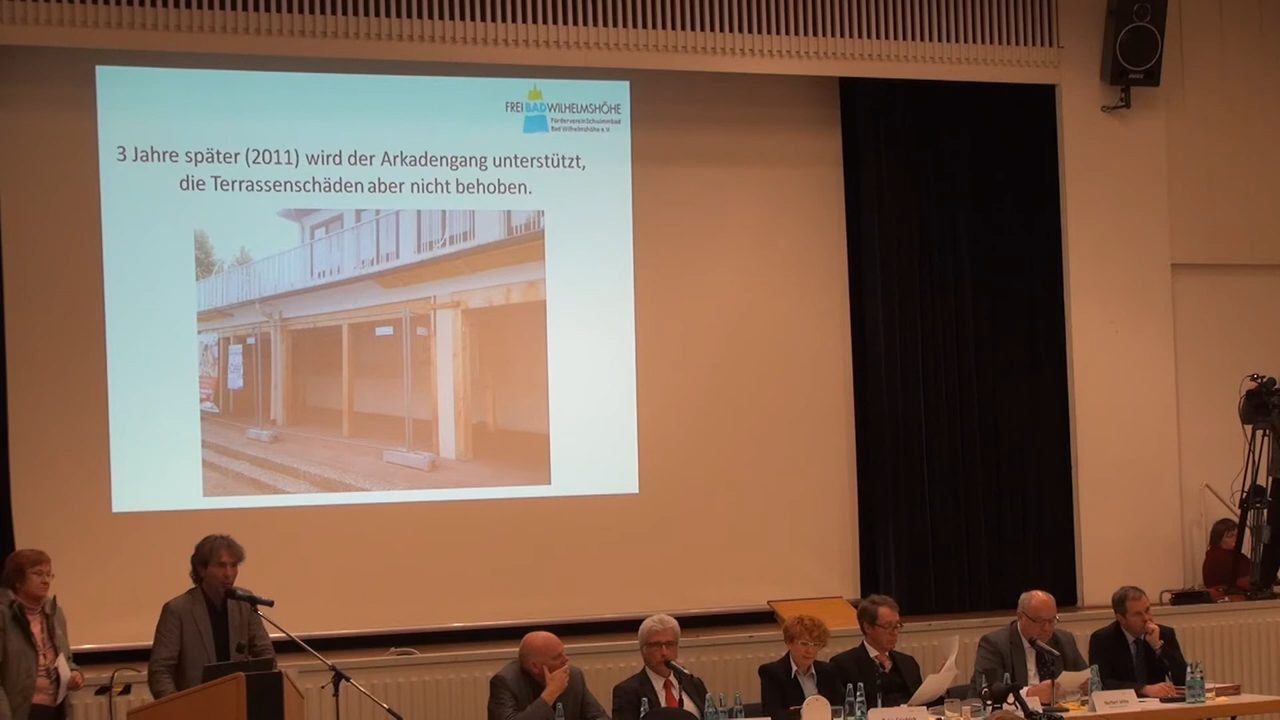 FREIBADWILHELMSHÖHE
Förderverein Schwimmbad
Bad Wilhelmshöhe e.V.
3 Jahre später (2011) wird der Arkadengang unterstützt,
die Terrassenschäden aber nicht behoben.